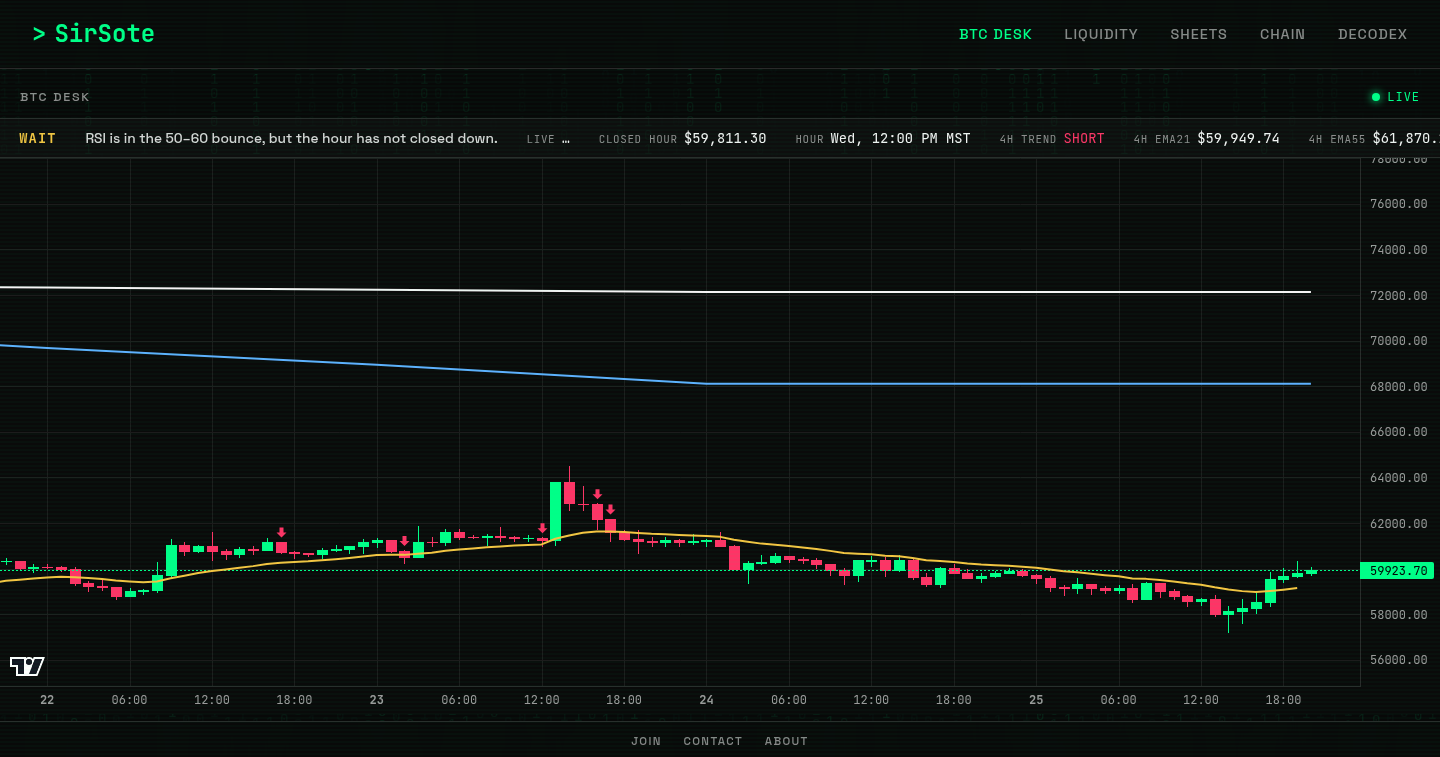 > SirSote
BTC DESK LIQUIDITY SHEETS CHAIN DECODEX
BTC DESK
LIVE
WAIT RSI is in the 50–60 bounce, but the hour has not closed down. LIVE … CLOSED HOUR $59,811.30 HOUR Wed, 12:00 PM MST 4H TREND SHORT 4H EMA21 $59,949.74 4H EMA55 $61,870.
78000.00
76000.00
74000.00
72000.00
70000.00
68000.00
66000.00
64000.00
62000.00
59923.70
58000.00
56000.00
22 06:00 12:00 18:00 23 06:00 12:00 18:00 24 06:00 12:00 18:00 25 06:00 12:00 18:00
JOIN CONTACT ABOUT